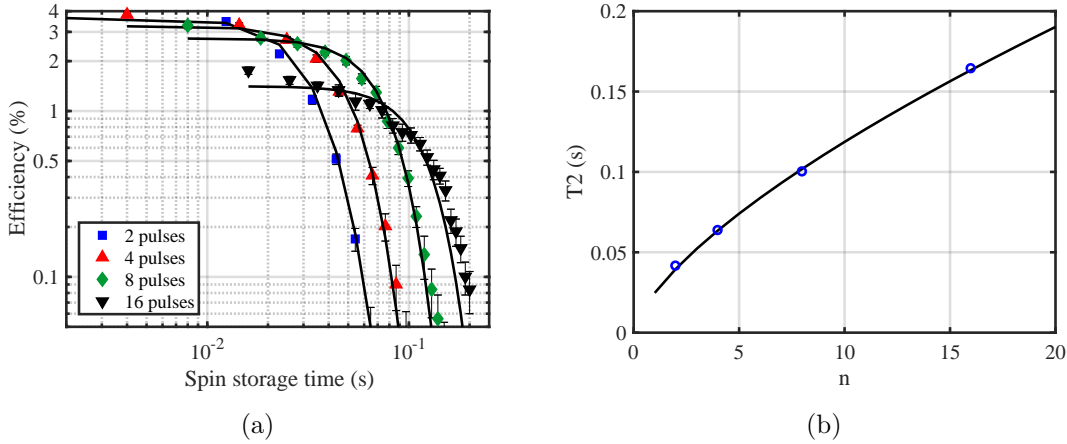 4
3
2
1
0.5
0.1
Efficiency (%)
2 pulses
4 pulses
8 pulses
16 pulses
10^-2
10^-1
Spin storage time (s)
(a)
0.2
0.15
0.1
0.05
0
T2 (s)
0 5 10 15 20
n
(b)